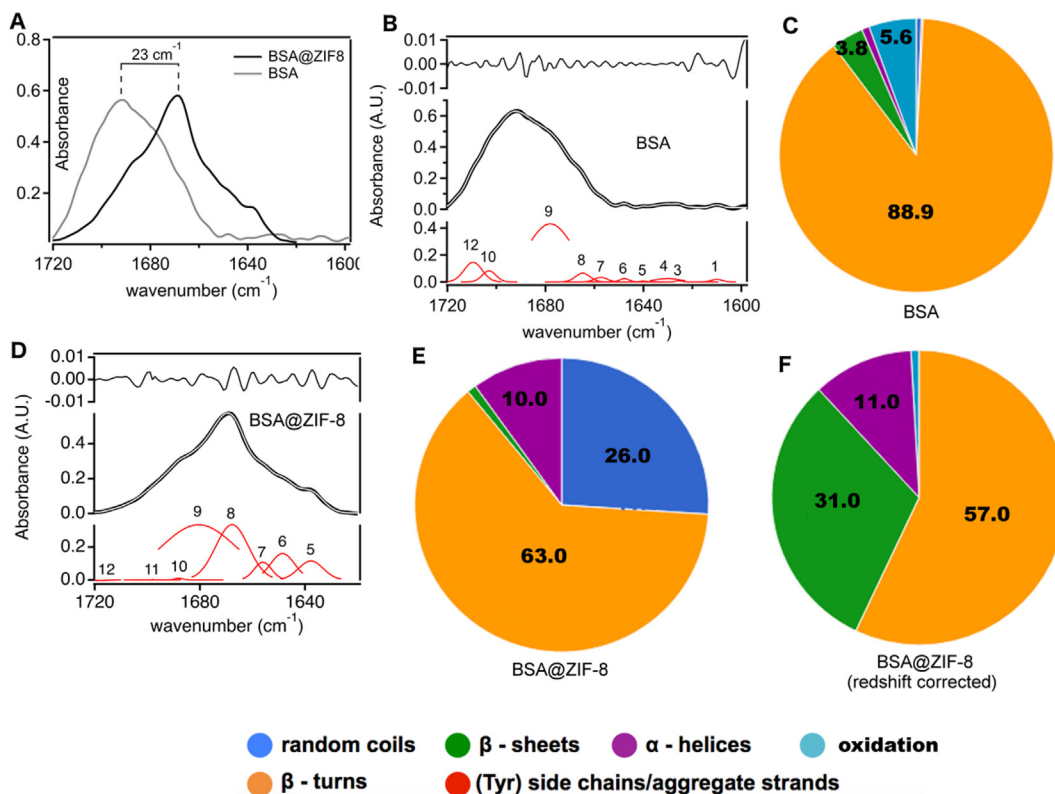 A
0.8
0.6
0.4
0.2
Absorbance
23 cm⁻¹
BSA@ZIF8
BSA
1720
1680
1640
1600
wavenumber (cm⁻¹)
B
0.01
0.00
-0.01
0.6
0.4
0.2
0.0
0.4
0.2
0.0
Absorbance (A.U.)
BSA
12
10
9
8
7
6
5
4
3
1
1720
1680
1640
1600
wavenumber (cm⁻¹)
C
3.8
5.6
88.9
BSA
D
0.01
0.00
-0.01
0.4
0.2
0.0
0.2
0.0
Absorbance (A.U.)
BSA@ZIF-8
12
11
10
9
8
7
6
5
1720
1680
1640
wavenumber (cm⁻¹)
E
10.0
26.0
63.0
BSA@ZIF-8
F
11.0
31.0
57.0
BSA@ZIF-8
(redshift corrected)
random coils
β - sheets
α - helices
oxidation
β - turns
(Tyr) side chains/aggregate strands